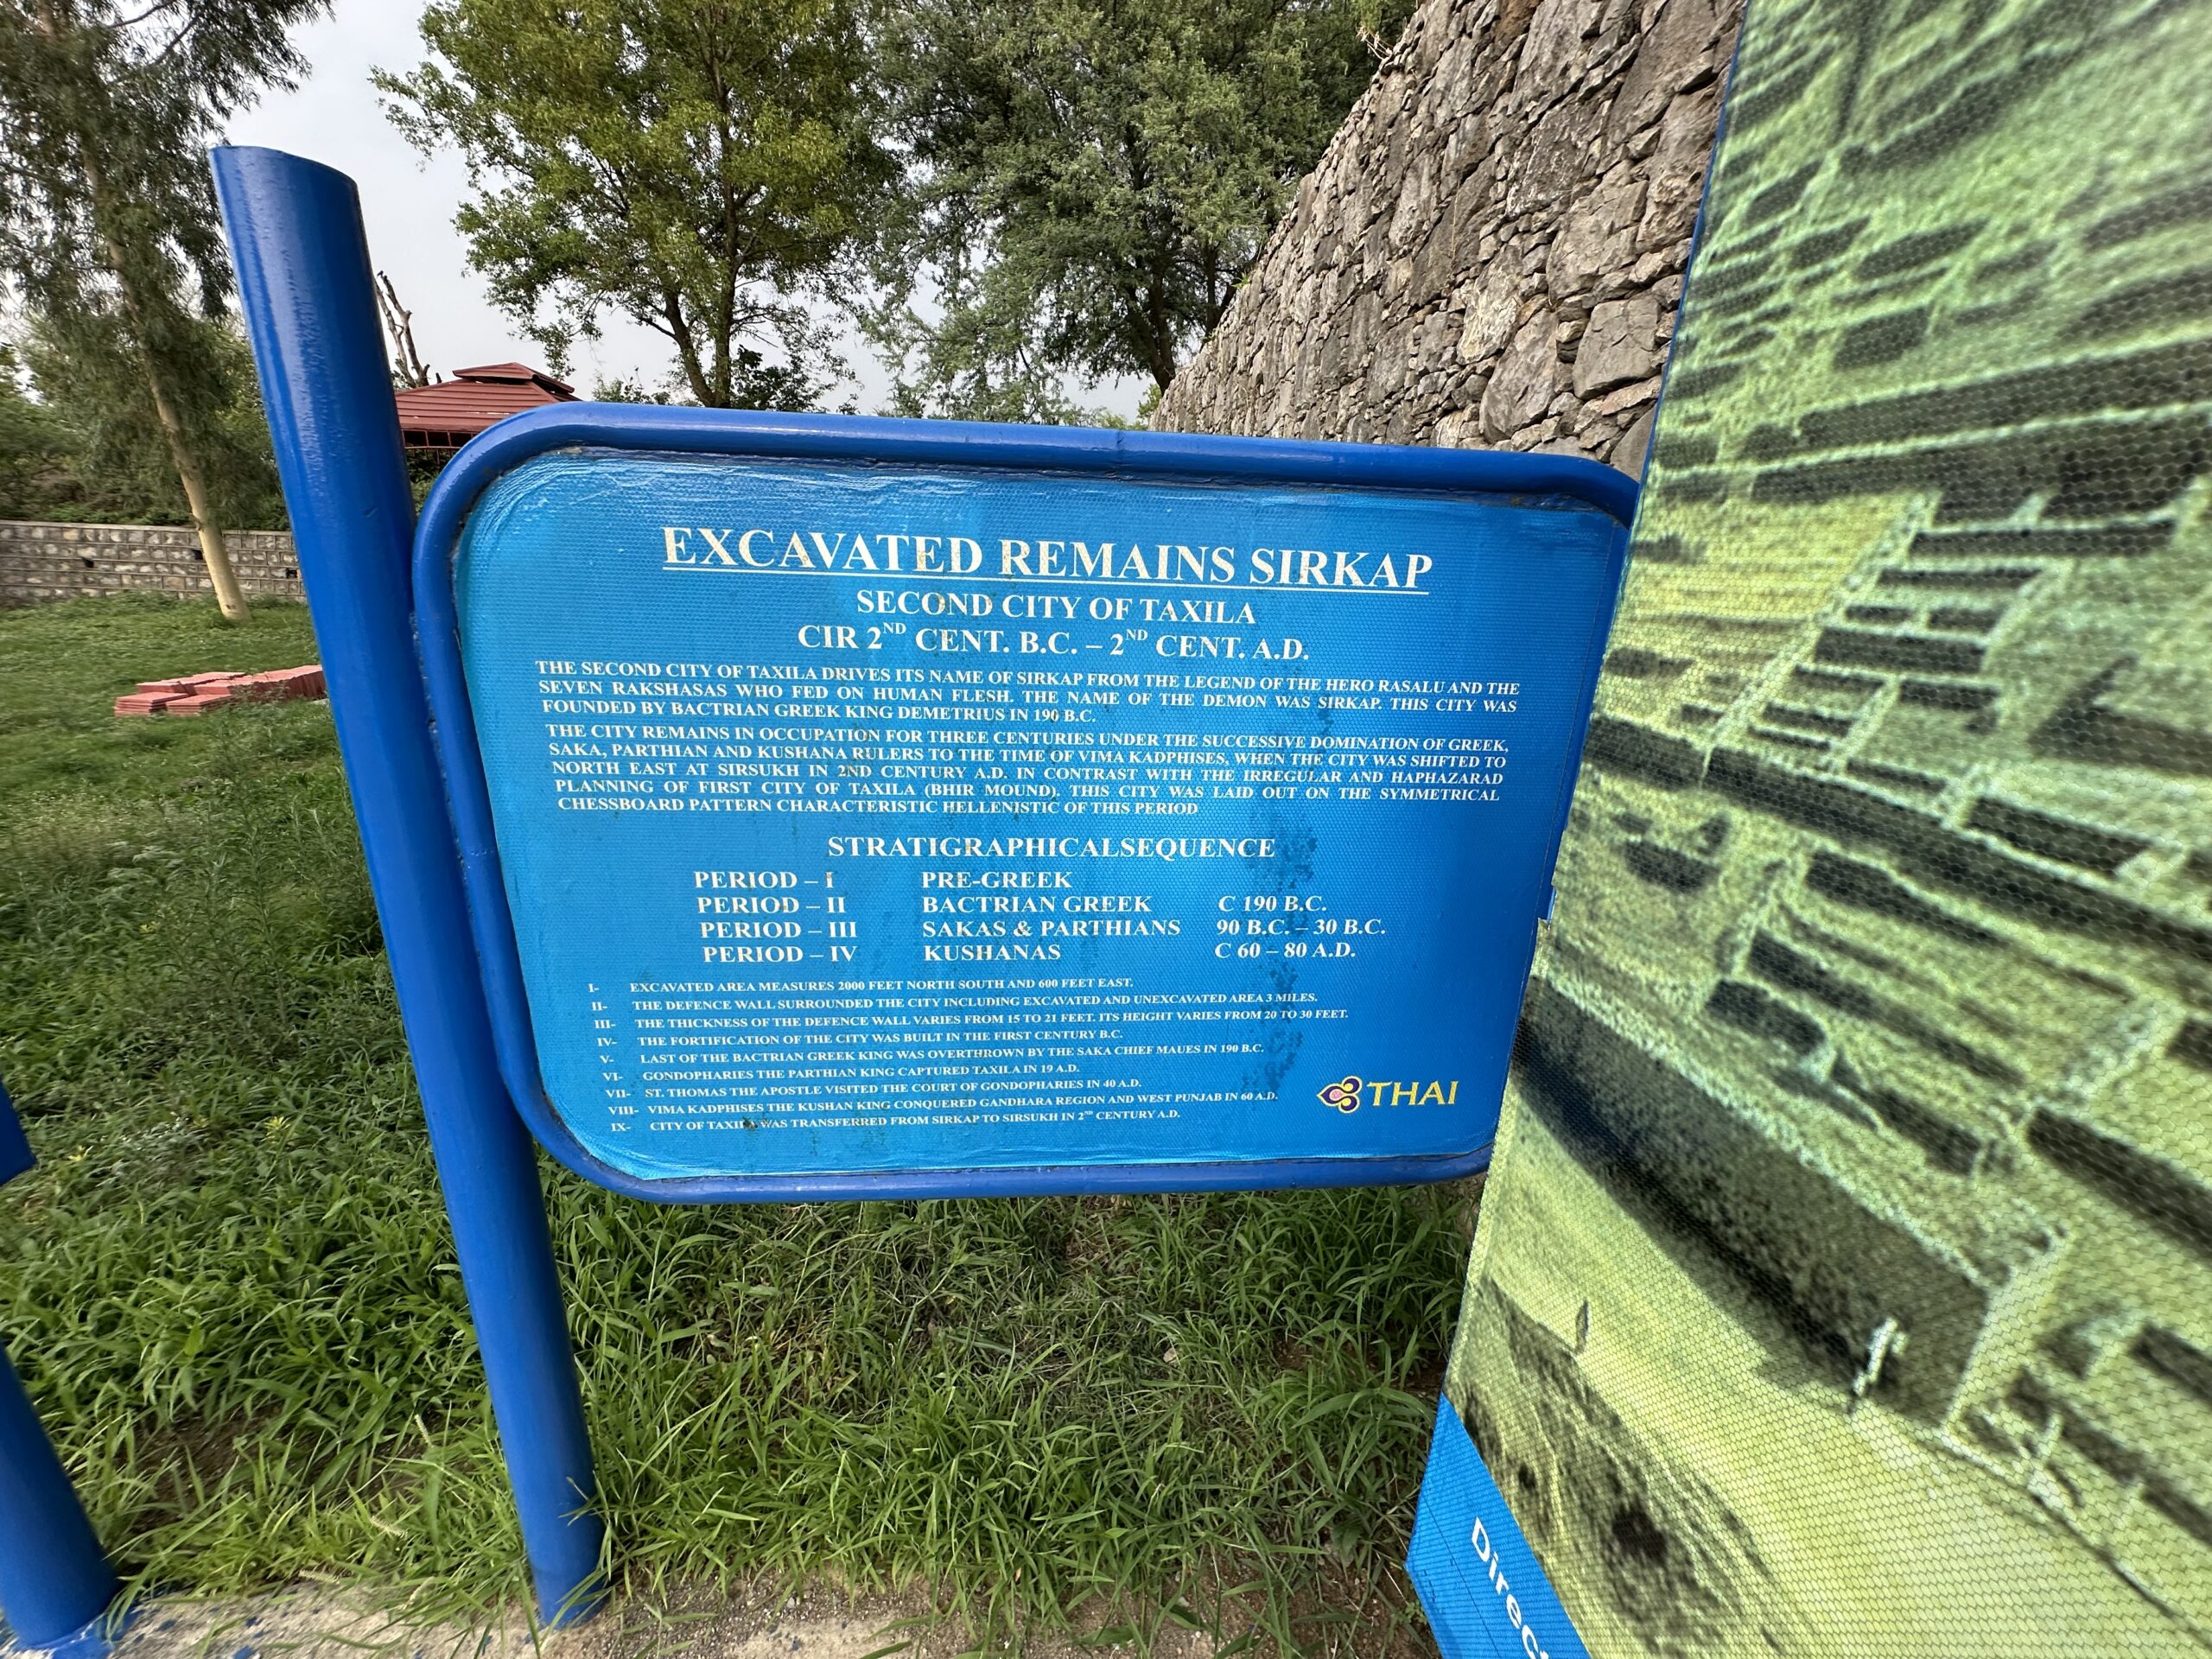 EXCAVATED REMAINS SIRKAP
SECOND CITY OF TAXILA
CIR 2ND CENT. B.C. – 2ND CENT. A.D.
THE SECOND CITY OF TAXILA DRIVES ITS NAME OF SIRKAP FROM THE LEGEND OF THE HERO RASALU AND THE
SEVEN RAKSHASAS WHO FED ON HUMAN FLESH. THE NAME OF THE DEMON WAS SIRKAP. THIS CITY WAS
FOUNDED BY BACTRIAN GREEK KING DEMETRIUS IN 190 B.C.
THE CITY REMAINS IN OCCUPATION FOR THREE CENTURIES UNDER THE SUCCESSIVE DOMINATION OF GREEK,
SAKA, PARTHIAN AND KUSHANA RULERS TO THE TIME OF VIMA KADPHISES, WHEN THE CITY WAS SHIFTED TO
NORTH EAST AT SIRSUKH IN 2ND CENTURY A.D. IN CONTRAST WITH THE IRREGULAR AND HAPHAZARAD
PLANNING OF FIRST CITY OF TAXILA (BHIR MOUND). THIS CITY WAS LAID OUT ON THE SYMMETRICAL
CHESSBOARD PATTERN CHARACTERISTIC HELLENISTIC OF THIS PERIOD
STRATIGRAPHICALSEQUENCE
PERIOD – I PRE-GREEK
PERIOD – II BACTRIAN GREEK C 190 B.C.
PERIOD – III SAKAS & PARTHIANS 90 B.C. – 30 B.C.
PERIOD – IV KUSHANAS C 60 – 80 A.D.
I- EXCAVATED AREA MEASURES 2000 FEET NORTH SOUTH AND 600 FEET EAST.
II- THE DEFENCE WALL SURROUNDED THE CITY INCLUDING EXCAVATED AND UNEXCAVATED AREA 3 MILES.
III- THE THICKNESS OF THE DEFENCE WALL VARIES FROM 15 TO 21 FEET. ITS HEIGHT VARIES FROM 20 TO 30 FEET.
IV- THE FORTIFICATION OF THE CITY WAS BUILT IN THE FIRST CENTURY B.C.
V- LAST OF THE BACTRIAN GREEK KING WAS OVERTHROWN BY THE SAKA CHIEF MAUES IN 190 B.C.
VI- GONDOPHARIES THE PARTHIAN KING CAPTURED TAXILA IN 19 A.D.
VII- ST. THOMAS THE APOSTLE VISITED THE COURT OF GONDOPHARIES IN 40 A.D.
VIII- VIMA KADPHISES THE KUSHAN KING CONQUERED GANDHARA REGION AND WEST PUNJAB IN 60 A.D.
IX- CITY OF TAXILA WAS TRANSFERRED FROM SIRKAP TO SIRSUKH IN 2ND CENTURY A.D.
THAI